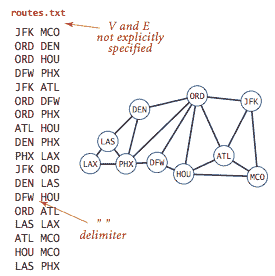 routes.txt
JFK MCO
ORD DEN
ORD HOU
DFW PHX
JFK ATL
ORD DFW
ORD PHX
ATL HOU
DEN PHX
PHX LAX
JFK ORD
DEN LAS
DFW HOU
ORD ATL
LAS LAX
ATL MCO
HOU MCO
LAS PHX
V and E
not explicitly
specified
" "
delimiter
ORD
JFK
DEN
LAS
LAX
PHX
DFW
ATL
HOU
MCO